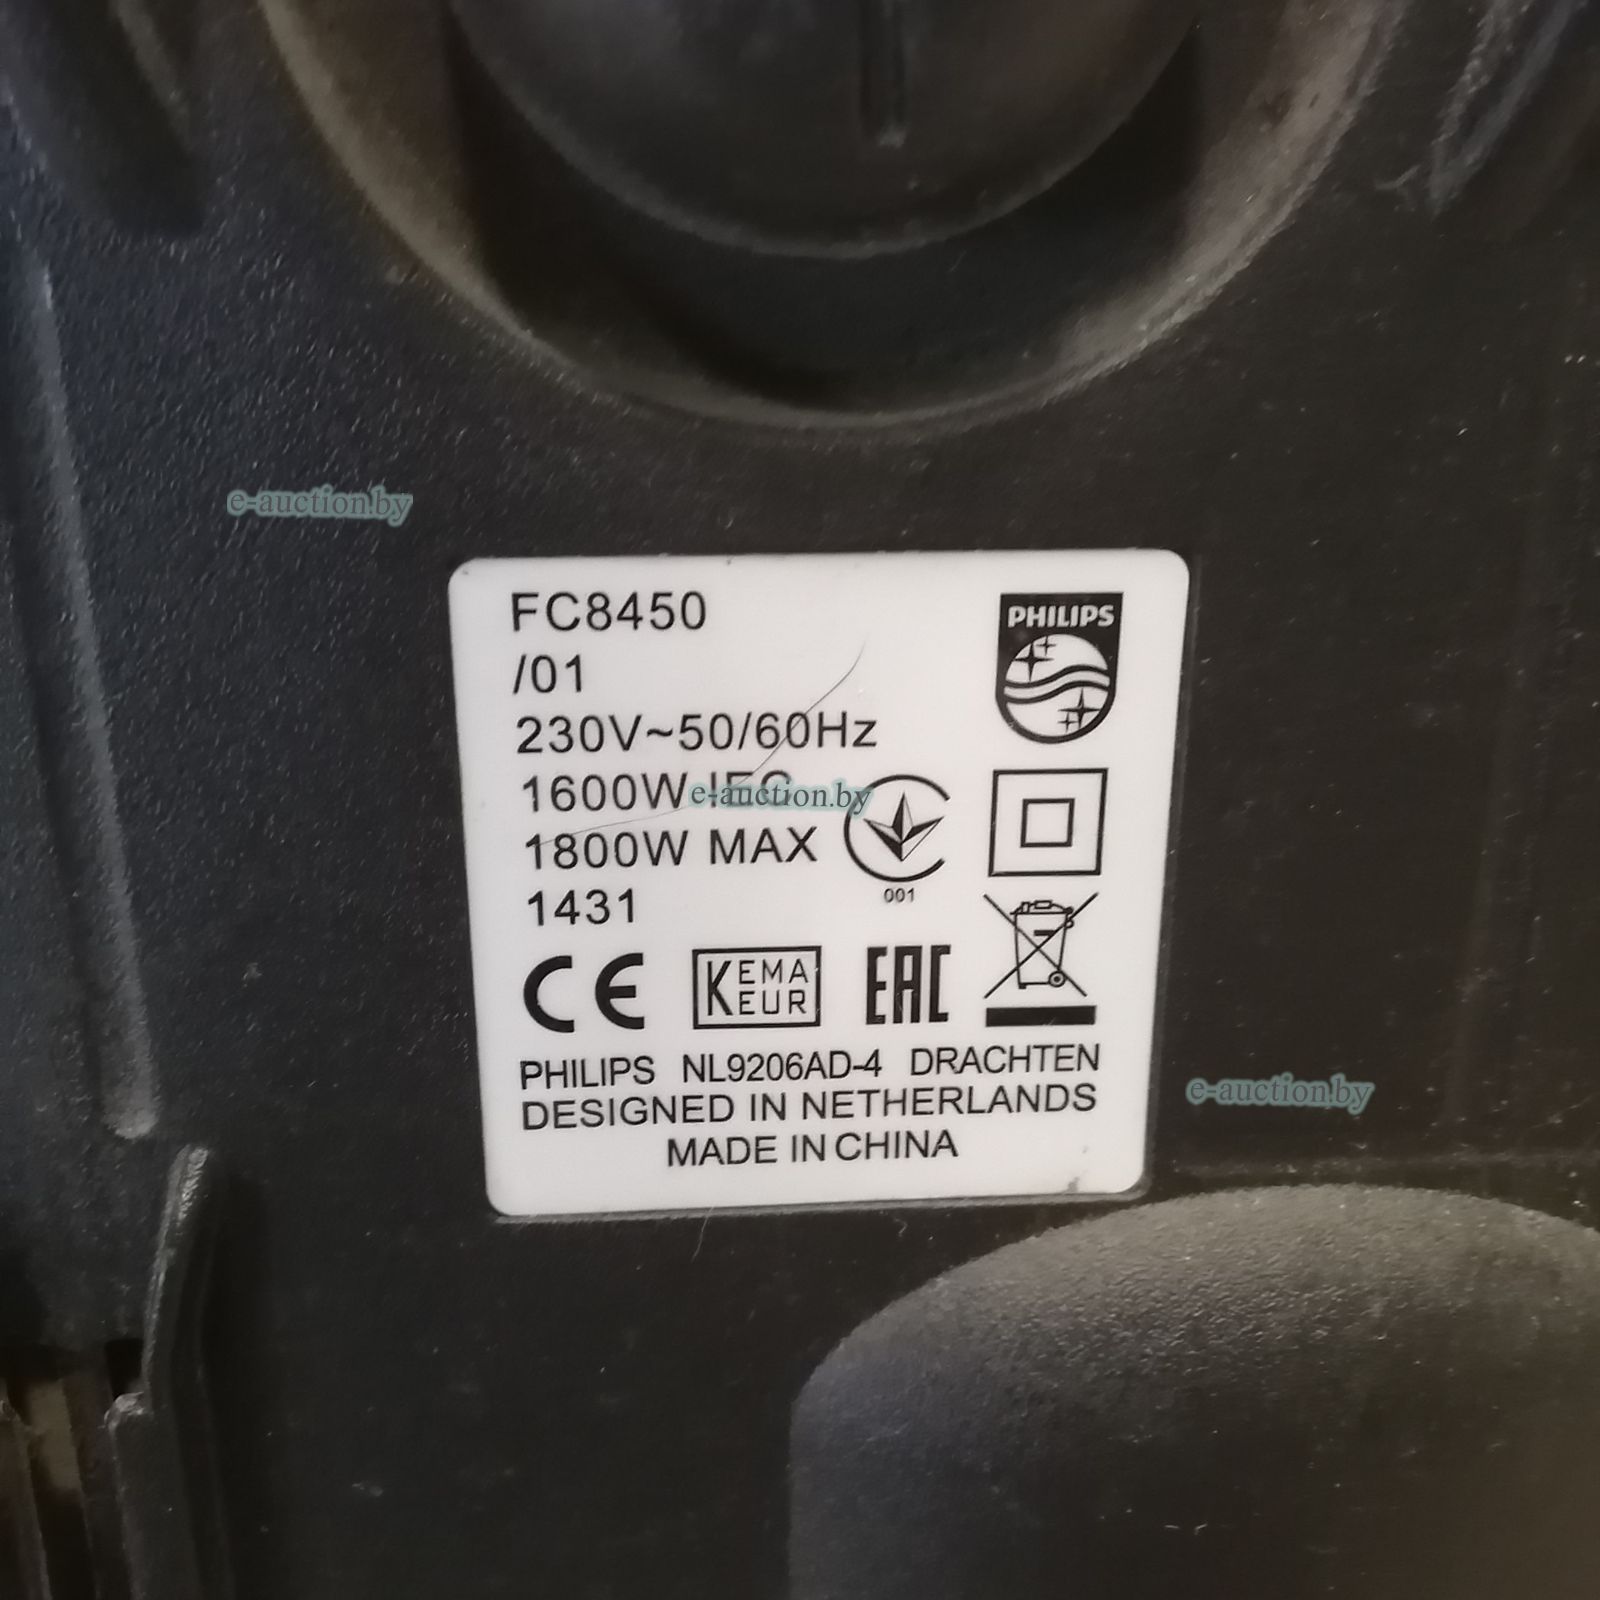 e-auction.by
FC8450
PHILIPS
/01
230V~50/60Hz
1600W IEC
e-auction.by
1800W MAX
001
1431
CE KEMA EUR EAC
PHILIPS NL9206AD-4 DRACHTEN
DESIGNED IN NETHERLANDS
MADE IN CHINA
e-auction.by